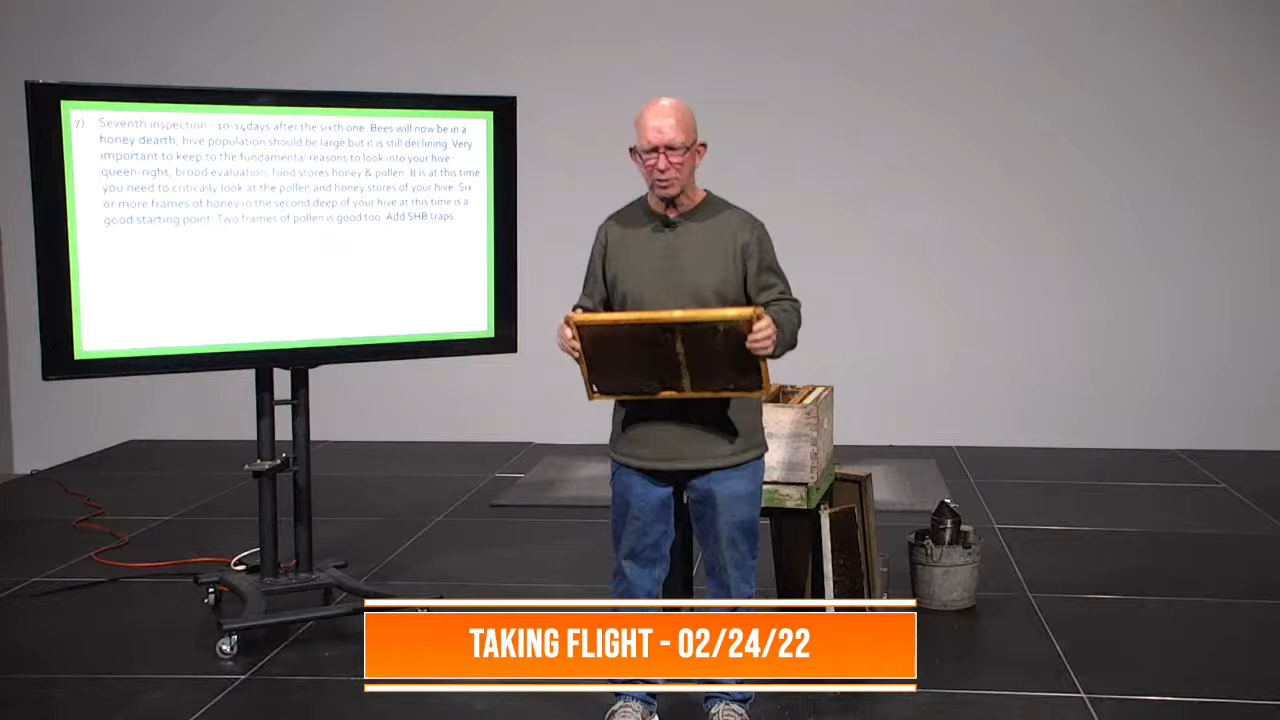 7) Seventh inspection - 10-14days after the sixth one. Bees will now be in a
honey dearth, hive population should be large but it is still declining. Very
important to keep to the fundamental reasons to look into your hive-
queen-right, brood evaluation, food stores honey & pollen. It is at this time
you need to critically look at the pollen and honey stores of your hive. Six
or more frames of honey in the second deep of your hive at this time is a
good starting point. Two frames of pollen is good too. Add SHB traps.
TAKING FLIGHT - 02/24/22